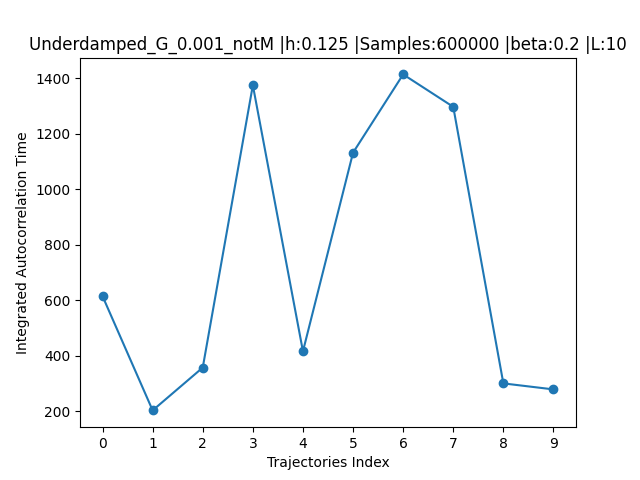 Underdamped_G_0.001_notM |h:0.125 |Samples:600000 |beta:0.2 |L:10
1400
1200
1000
800
600
400
200
Integrated Autocorrelation Time
0 1 2 3 4 5 6 7 8 9
Trajectories Index